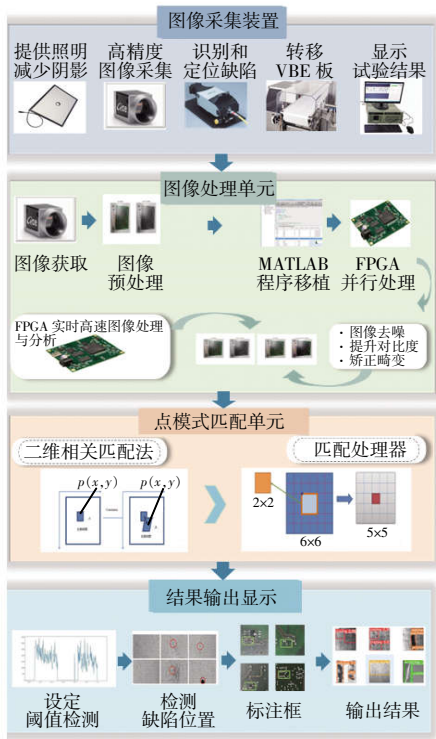 图像采集装置
提供照明
减少阴影
高精度
图像采集
识别和
定位缺陷
转移
VBE 板
显示
试验结果
图像处理单元
图像获取
图像
预处理
MATLAB
程序移植
FPGA
并行处理
FPGA 实时高速图像处理
与分析
·图像去噪
·提升对比度
·矫正畸变
点模式匹配单元
二维相关匹配法
匹配处理器
p(x,y)
p(x,y)
2×2
6×6
5×5
结果输出显示
设定
阈值检测
检测
缺陷位置
标注框
输出结果